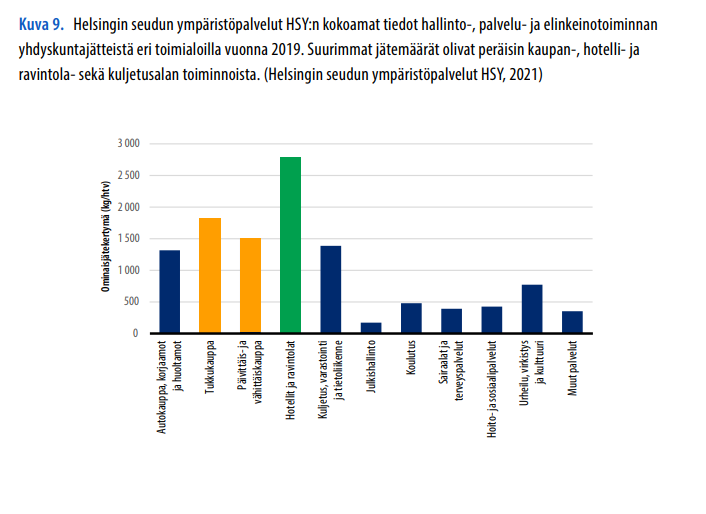 Kuva 9. Helsingin seudun ympäristöpalvelut HSY:n kokoamat tiedot hallinto-, palvelu- ja elinkeinotoiminnan
yhdyskuntajätteistä eri toimialoilla vuonna 2019. Suurimmat jätemäärät olivat peräisin kaupan-, hotelli- ja
ravintola- sekä kuljetusalan toiminnoista. (Helsingin seudun ympäristöpalvelut HSY, 2021)
Ominaisjätekertymä (kg/htv)
3 000
2 500
2 000
1 500
1 000
500
0
Autokauppa, korjaamot
ja huoltamot
Tukkukauppa
Päivittäis- ja
vähittäiskauppa
Hotellit ja ravintolat
Kuljetus, varastointi
ja tietoliikenne
Julkishallinto
Koulutus
Sairaalat ja
terveyspalvelut
Hoito- ja sosiaalipalvelut
Urheilu, virkistys
ja kulttuuri
Muut palvelut